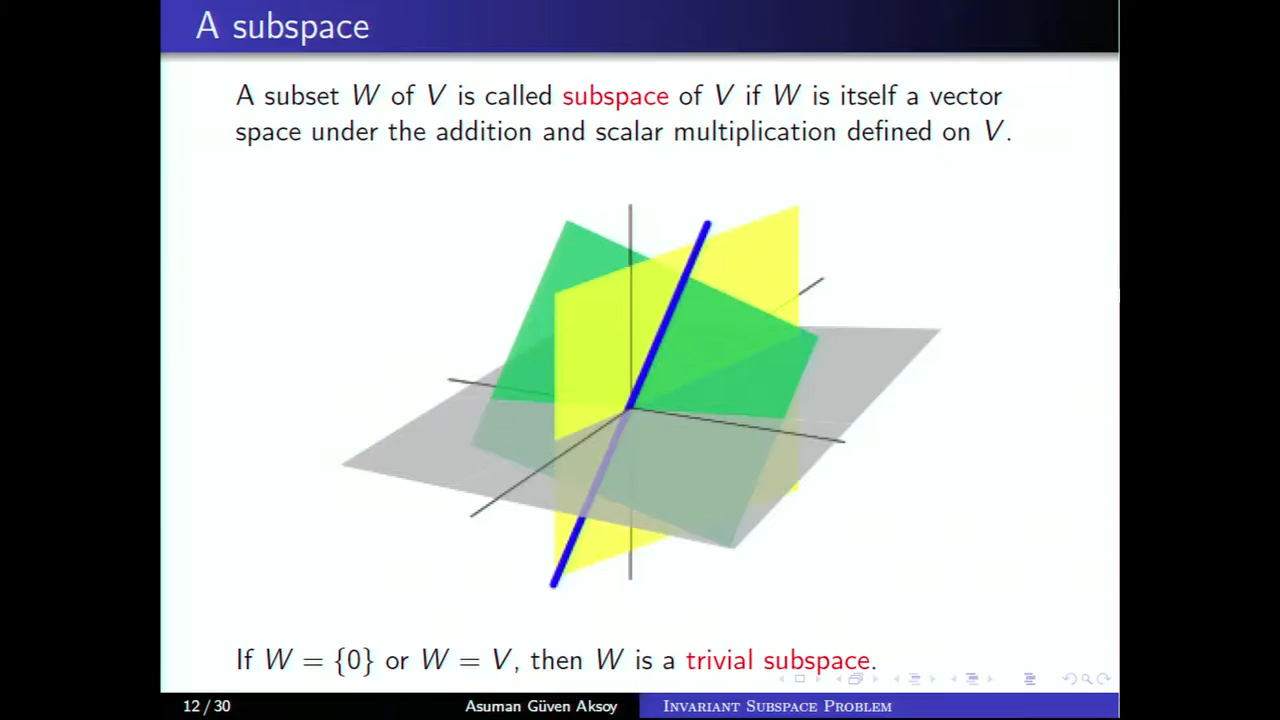 A subspace
A subset W of V is called subspace of V if W is itself a vector
space under the addition and scalar multiplication defined on V.
If W = {0} or W = V, then W is a trivial subspace.
12 / 30
Asuman Güven Aksoy
Invariant Subspace Problem